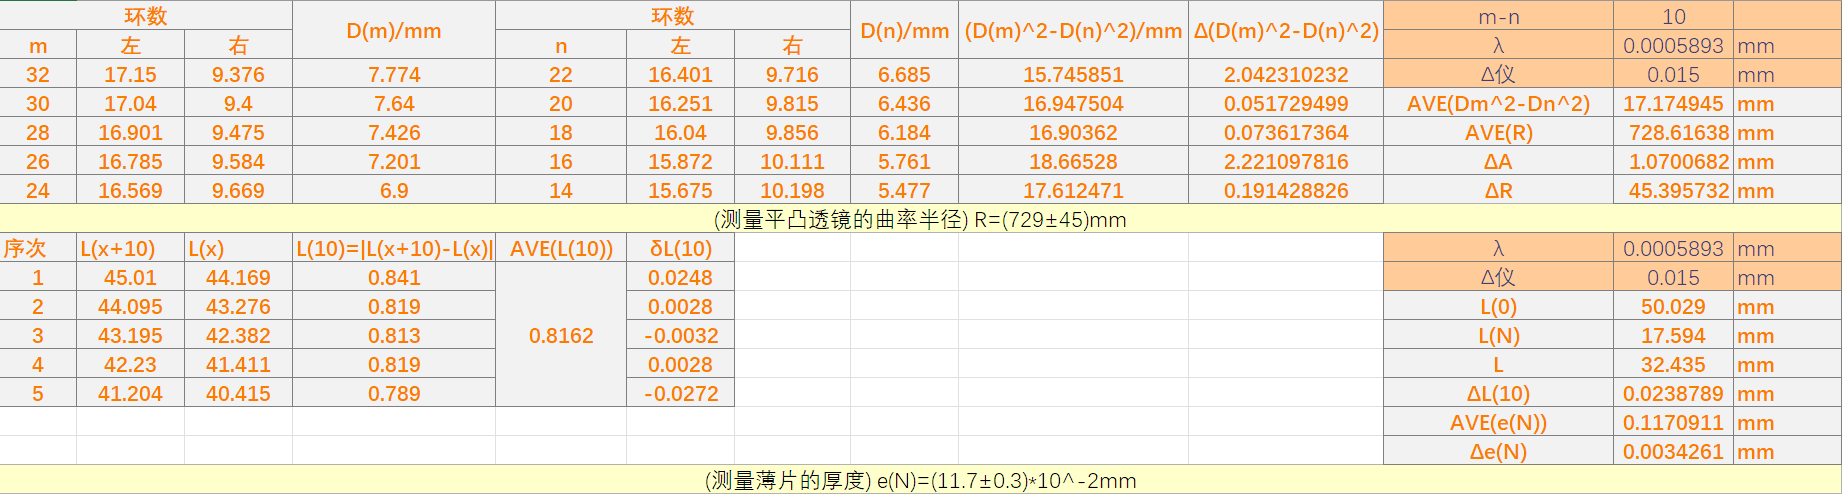 环数 D(m)/mm 环数 D(n)/mm (D(m)^2-D(n)^2)/mm Δ(D(m)^2-D(n)^2) m-n 10
m 左 右 n 左 右 λ 0.0005893 mm
32 17.15 9.376 7.774 22 16.401 9.716 6.685 15.745851 2.042310232 Δ仪 0.015 mm
30 17.04 9.4 7.64 20 16.251 9.815 6.436 16.947504 0.051729499 AVE(Dm^2-Dn^2) 17.174945 mm
28 16.901 9.475 7.426 18 16.04 9.856 6.184 16.90362 0.073617364 AVE(R) 728.61638 mm
26 16.785 9.584 7.201 16 15.872 10.111 5.761 18.66528 2.221097816 ΔA 1.0700682 mm
24 16.569 9.669 6.9 14 15.675 10.198 5.477 17.612471 0.191428826 ΔR 45.395732 mm
(测量平凸透镜的曲率半径) R=(729±45)mm
序次 L(x+10) L(x) L(10)=|L(x+10)-L(x)| AVE(L(10)) δL(10) λ 0.0005893 mm
1 45.01 44.169 0.841 0.0248 Δ仪 0.015 mm
2 44.095 43.276 0.819 0.0028 L(0) 50.029 mm
3 43.195 42.382 0.813 0.8162 -0.0032 L(N) 17.594 mm
4 42.23 41.411 0.819 0.0028 L 32.435 mm
5 41.204 40.415 0.789 -0.0272 ΔL(10) 0.0238789 mm
AVE(e(N)) 0.1170911 mm
Δe(N) 0.0034261 mm
(测量薄片的厚度) e(N)=(11.7±0.3)*10^-2mm